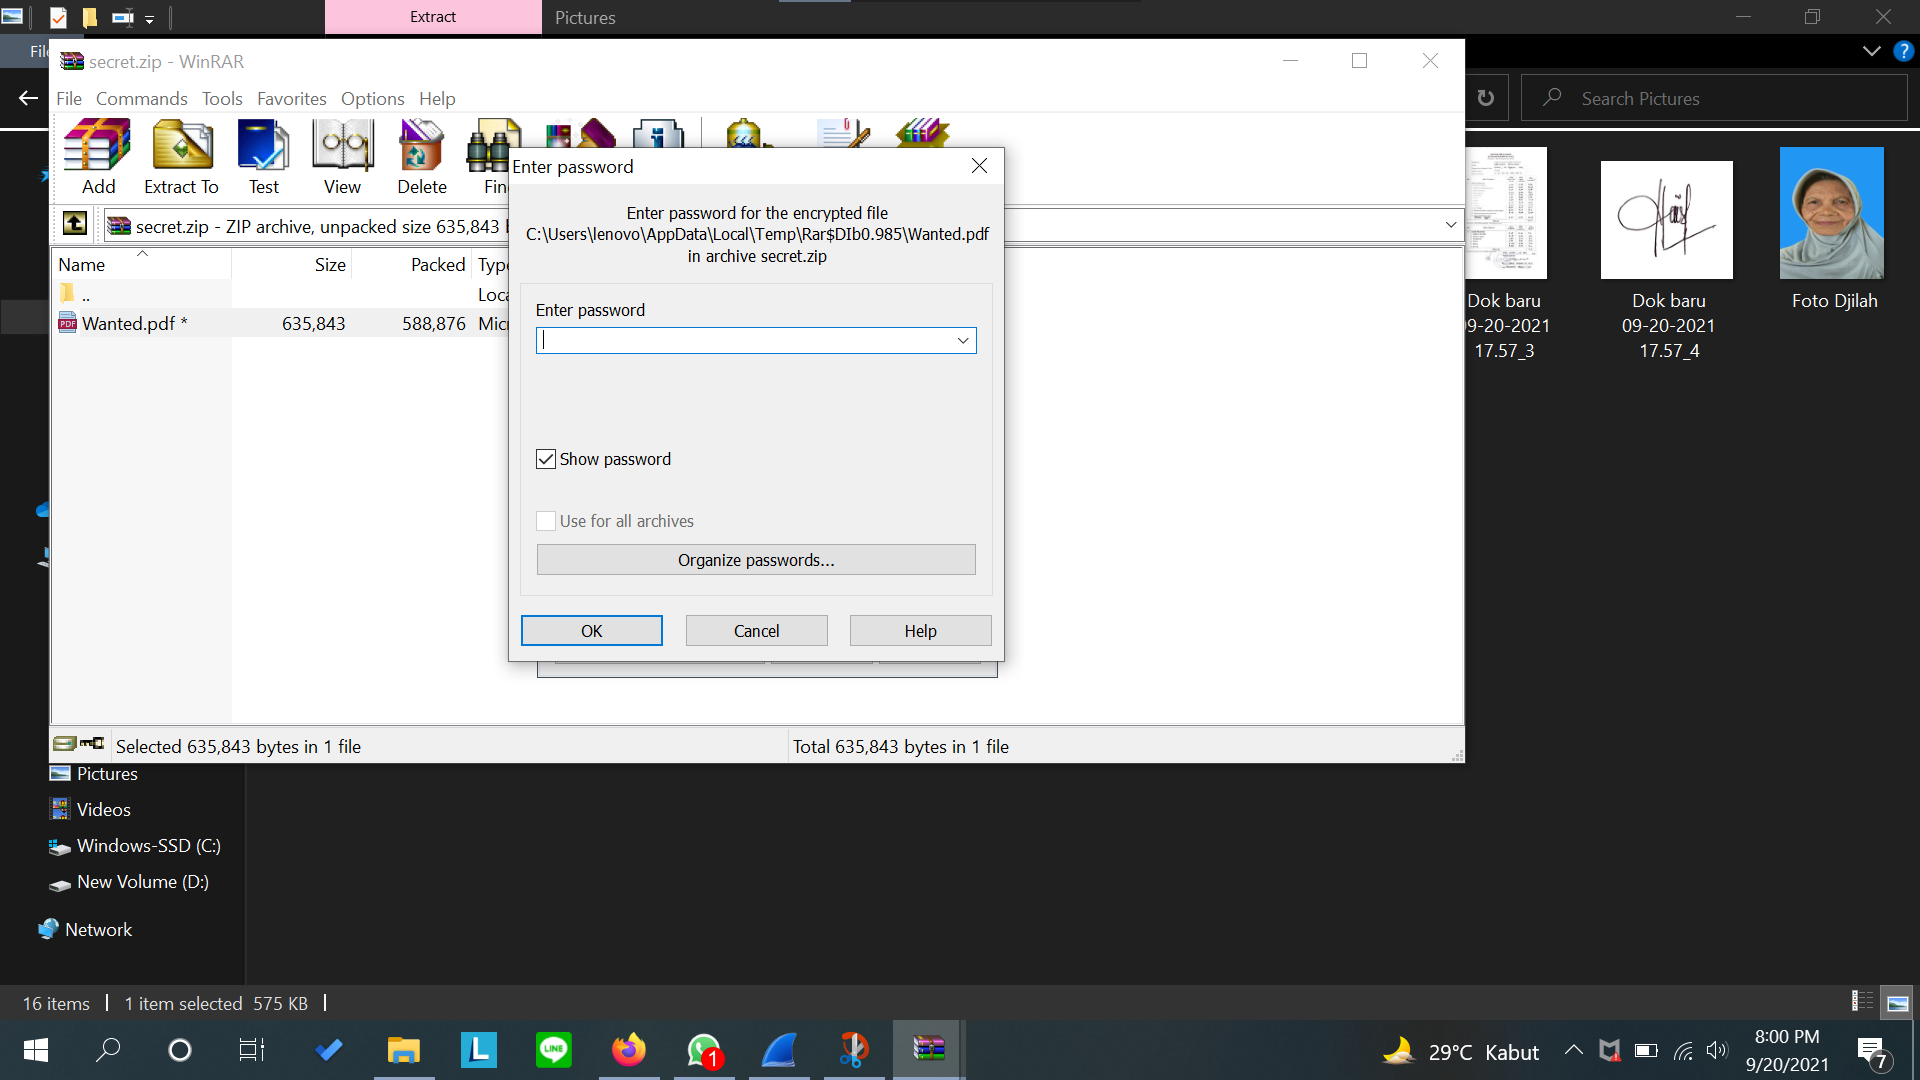 Extract
Pictures
File
secret.zip - WinRAR
File Commands Tools Favorites Options Help
Search Pictures
Add
Extract To
Test
View
Delete
secret.zip - ZIP archive, unpacked size 635,843
Name
Size
Packed
..
Wanted.pdf *
635,843
588,876
Enter password
Enter password for the encrypted file
C:\Users\lenovo\AppData\Local\Temp\Rar$DIb0.985\Wanted.pdf
in archive secret.zip
Enter password
Show password
Use for all archives
Organize passwords...
OK
Cancel
Help
Dok baru
09-20-2021
17.57_3
Dok baru
09-20-2021
17.57_4
Foto Djilah
Selected 635,843 bytes in 1 file
Total 635,843 bytes in 1 file
Pictures
Videos
Windows-SSD (C:)
New Volume (D:)
Network
16 items
1 item selected 575 KB
L
LINE
1
29°C Kabut
8:00 PM
9/20/2021
7